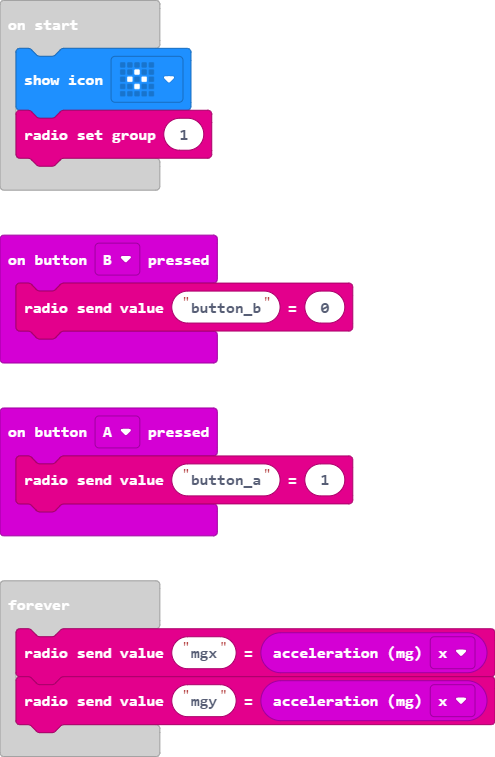 on start
show icon
radio set group 1
on button B pressed
radio send value "button_b" = 0
on button A pressed
radio send value "button_a" = 1
forever
radio send value "mgx" = acceleration (mg) x
radio send value "mgy" = acceleration (mg) x